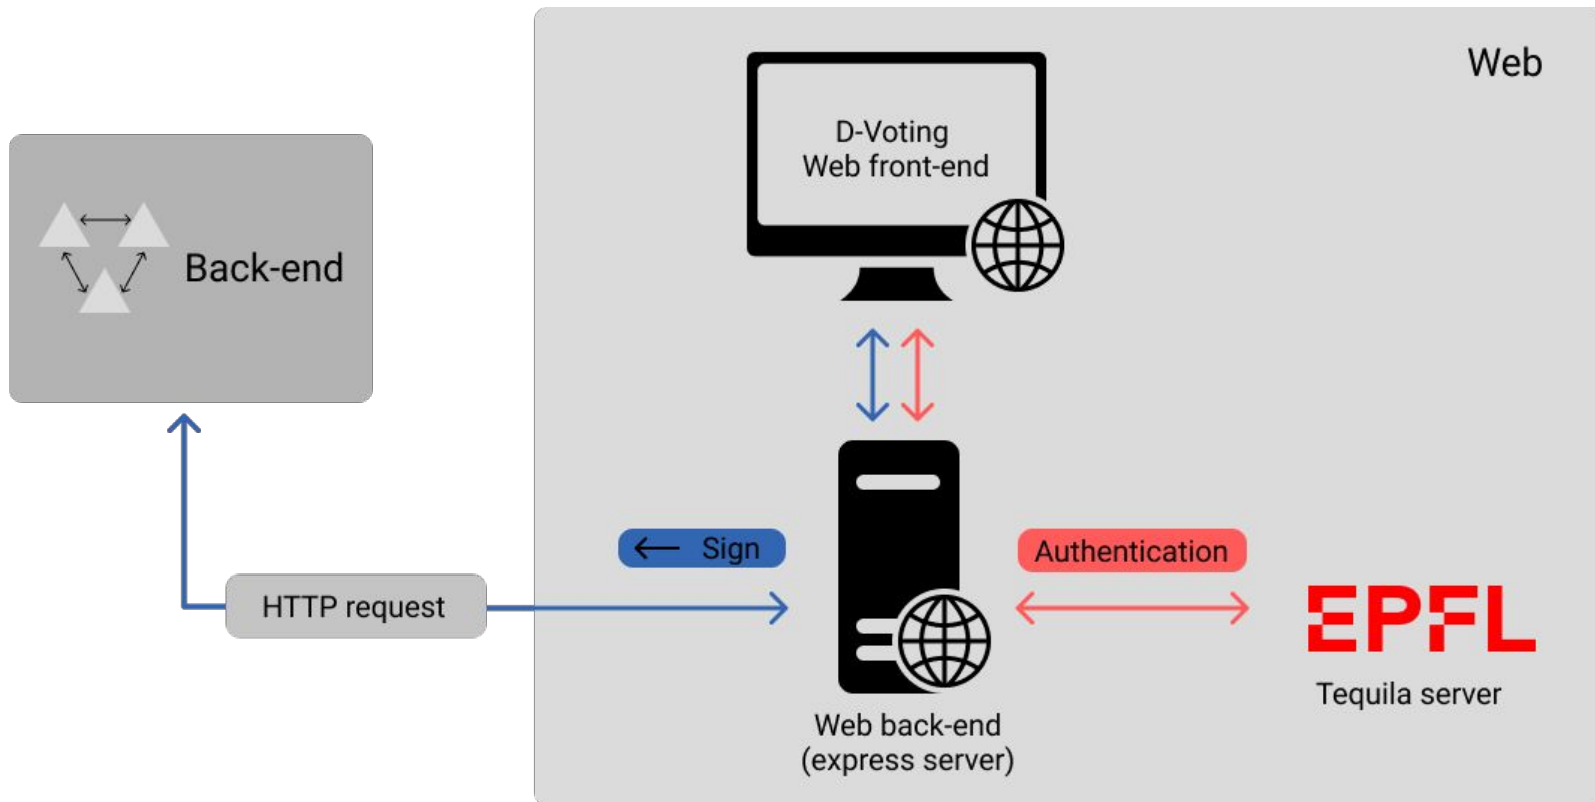 Web
D-Voting
Web front-end
Back-end
Sign
Authentication
HTTP request
EPFL
Tequila server
Web back-end
(express server)